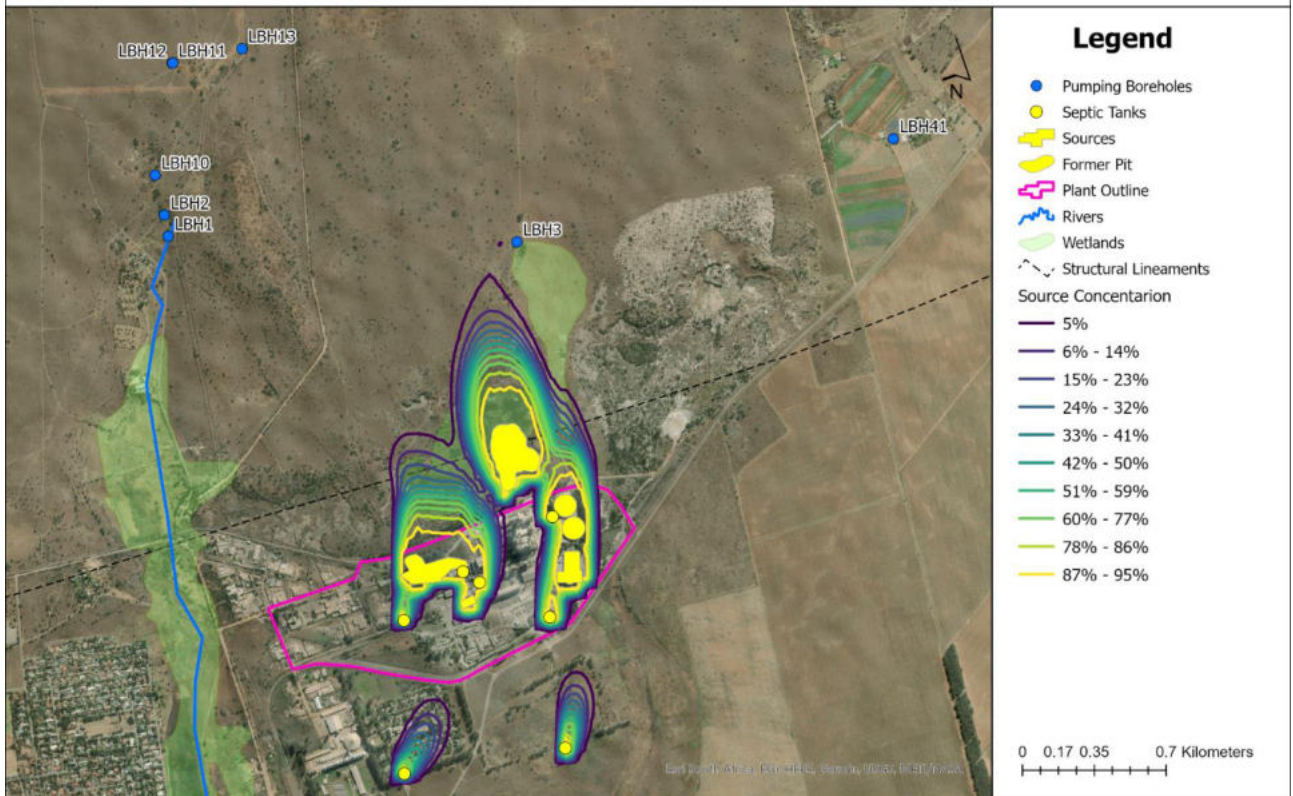 LBH12
LBH11
LBH13
LBH10
LBH2
LBH1
LBH3
LBH41
N
Legend
Pumping Boreholes
Septic Tanks
Sources
Former Pit
Plant Outline
Rivers
Wetlands
Structural Lineaments
Source Concentarion
5%
6% - 14%
15% - 23%
24% - 32%
33% - 41%
42% - 50%
51% - 59%
60% - 77%
78% - 86%
87% - 95%
0 0.17 0.35 0.7 Kilometers